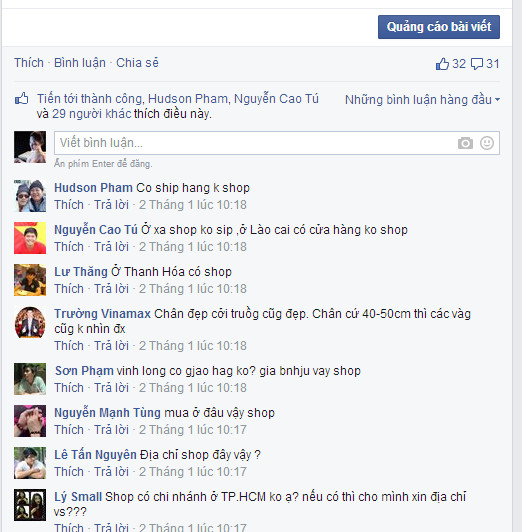 Quảng cáo bài viết
Thích · Bình luận · Chia sẻ 32 31
Tiến tới thành công, Hudson Pham, Nguyễn Cao Tú Những bình luận hàng đầu
và 29 người khác thích điều này.
Viết bình luận...
Ấn phím Enter để đăng.
Hudson Pham Co ship hang k shop
Thích · Trả lời · 2 Tháng 1 lúc 10:18
Nguyễn Cao Tú Ở xa shop ko sip ,ở Lào cai có cửa hàng ko shop
Thích · Trả lời · 2 Tháng 1 lúc 10:18
Lư Thăng Ở Thanh Hóa có shop
Thích · Trả lời · 2 Tháng 1 lúc 10:18
Trường Vinamax Chân đẹp cởi truồg cũg đẹp. Chân cứ 40-50cm thì các vàg
cũg k nhìn đx
Thích · Trả lời · 2 Tháng 1 lúc 10:18
Sơn Phạm vinh long co gjao hag ko? gia bnhju vay shop
Thích · Trả lời · 2 Tháng 1 lúc 10:18
Nguyễn Mạnh Tùng mua ở đâu vậy shop
Thích · Trả lời · 2 Tháng 1 lúc 10:17
Lê Tấn Nguyên Địa chỉ shop đây vậy ?
Thích · Trả lời · 2 Tháng 1 lúc 10:17
Lý Small Shop có chi nhánh ở TP.HCM ko ạ? nếu có thì cho mình xin địa chỉ
vs???
Thích · Trả lời · 2 Tháng 1 lúc 10:17